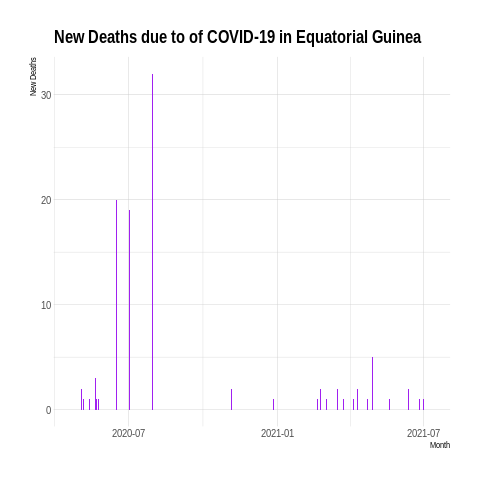 New Deaths due to of COVID-19 in Equatorial Guinea
New Deaths
30
20
10
0
2020-07
2021-01
2021-07
Month